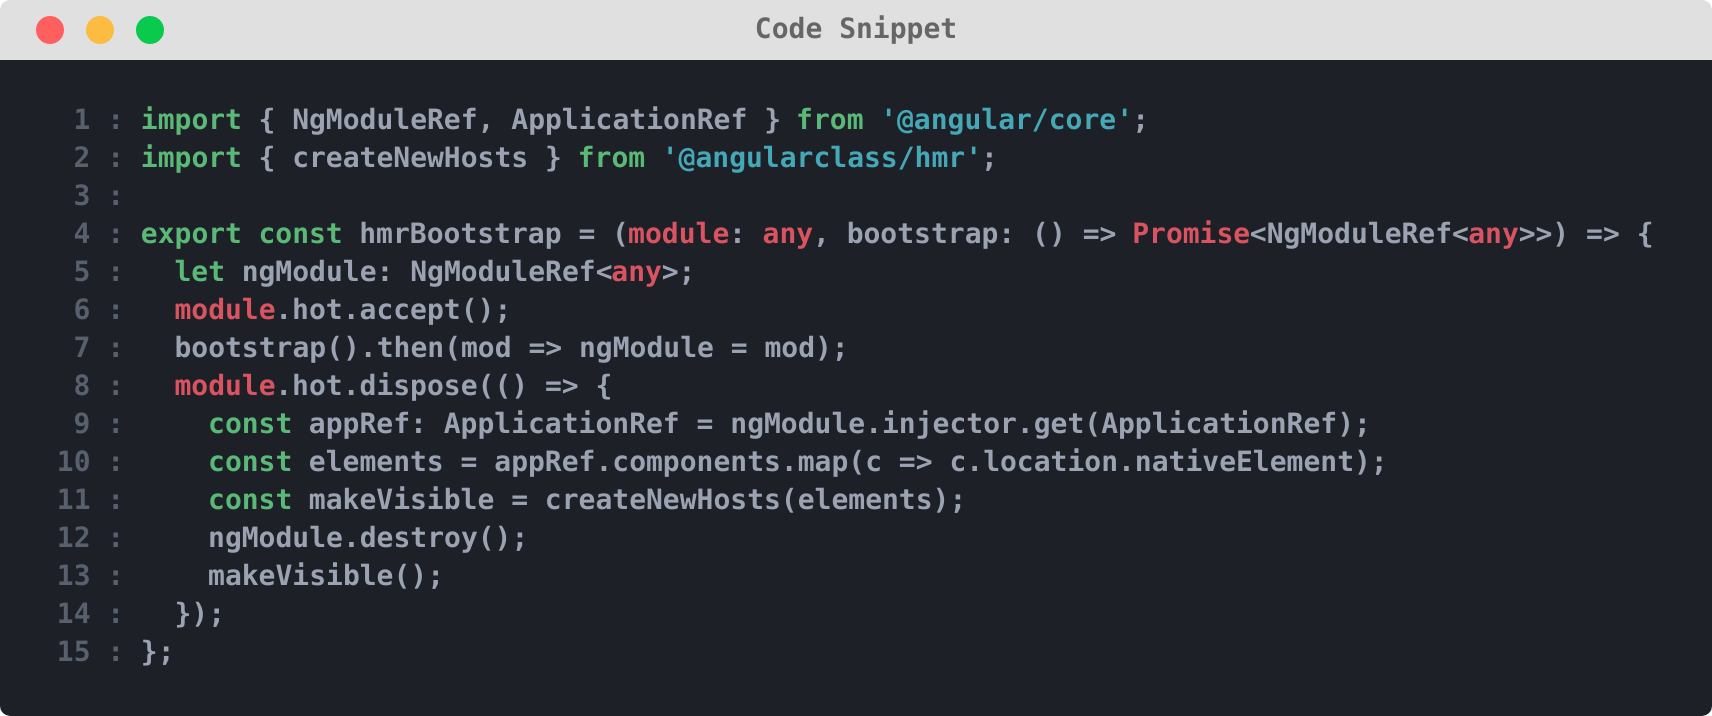 Code Snippet
1 : import { NgModuleRef, ApplicationRef } from '@angular/core';
2 : import { createNewHosts } from '@angularclass/hmr';
3 :
4 : export const hmrBootstrap = (module: any, bootstrap: () => Promise<NgModuleRef<any>>) => {
5 :   let ngModule: NgModuleRef<any>;
6 :   module.hot.accept();
7 :   bootstrap().then(mod => ngModule = mod);
8 :   module.hot.dispose(() => {
9 :     const appRef: ApplicationRef = ngModule.injector.get(ApplicationRef);
10 :     const elements = appRef.components.map(c => c.location.nativeElement);
11 :     const makeVisible = createNewHosts(elements);
12 :     ngModule.destroy();
13 :     makeVisible();
14 :   });
15 : };